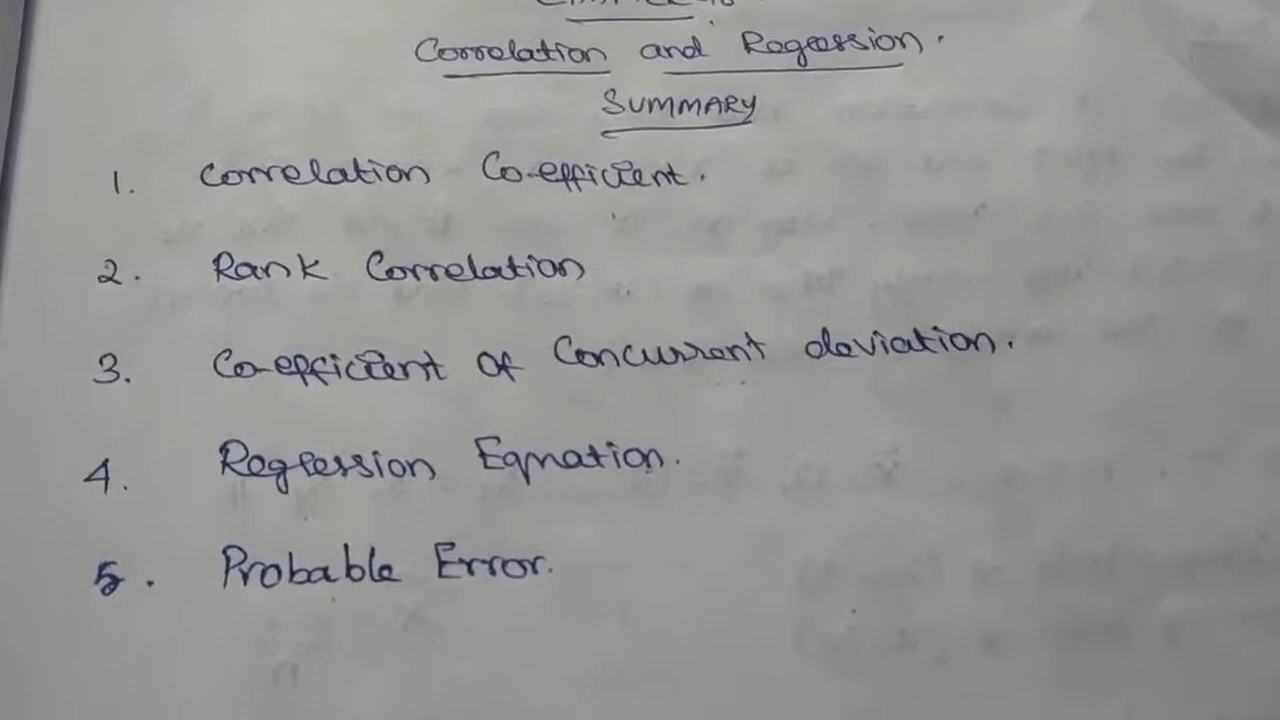 Correlation and Regression.
SUMMARY
1. Correlation Co-efficient.
2. Rank Correlation
3. Co-efficient of Concurrent deviation.
4. Regression Equation.
5. Probable Error.